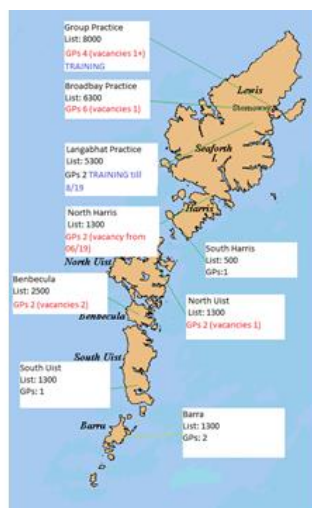 Group Practice
List: 8000
GPs 4 (vacancies 1+)
TRAINING
Lewis
Broadbay Practice
List: 6300
GPs 6 (vacancies 1)
Stornoway
Langabhat Practice
List: 5300
GPs 2 TRAINING till
8/19
Seaforth
I.
North Harris
List: 1300
GPs 2 (vacancy from
06/19)
Harris
South Harris
List: 500
GPs:1
North Uist
Benbecula
List: 2500
GPs 2 (vacancies 2)
North Uist
List: 1300
GPs 2 (vacancies 1)
Benbecula
South Uist
South Uist
List: 1300
GPs: 1
Barra
Barra
List: 1300
GPs: 2